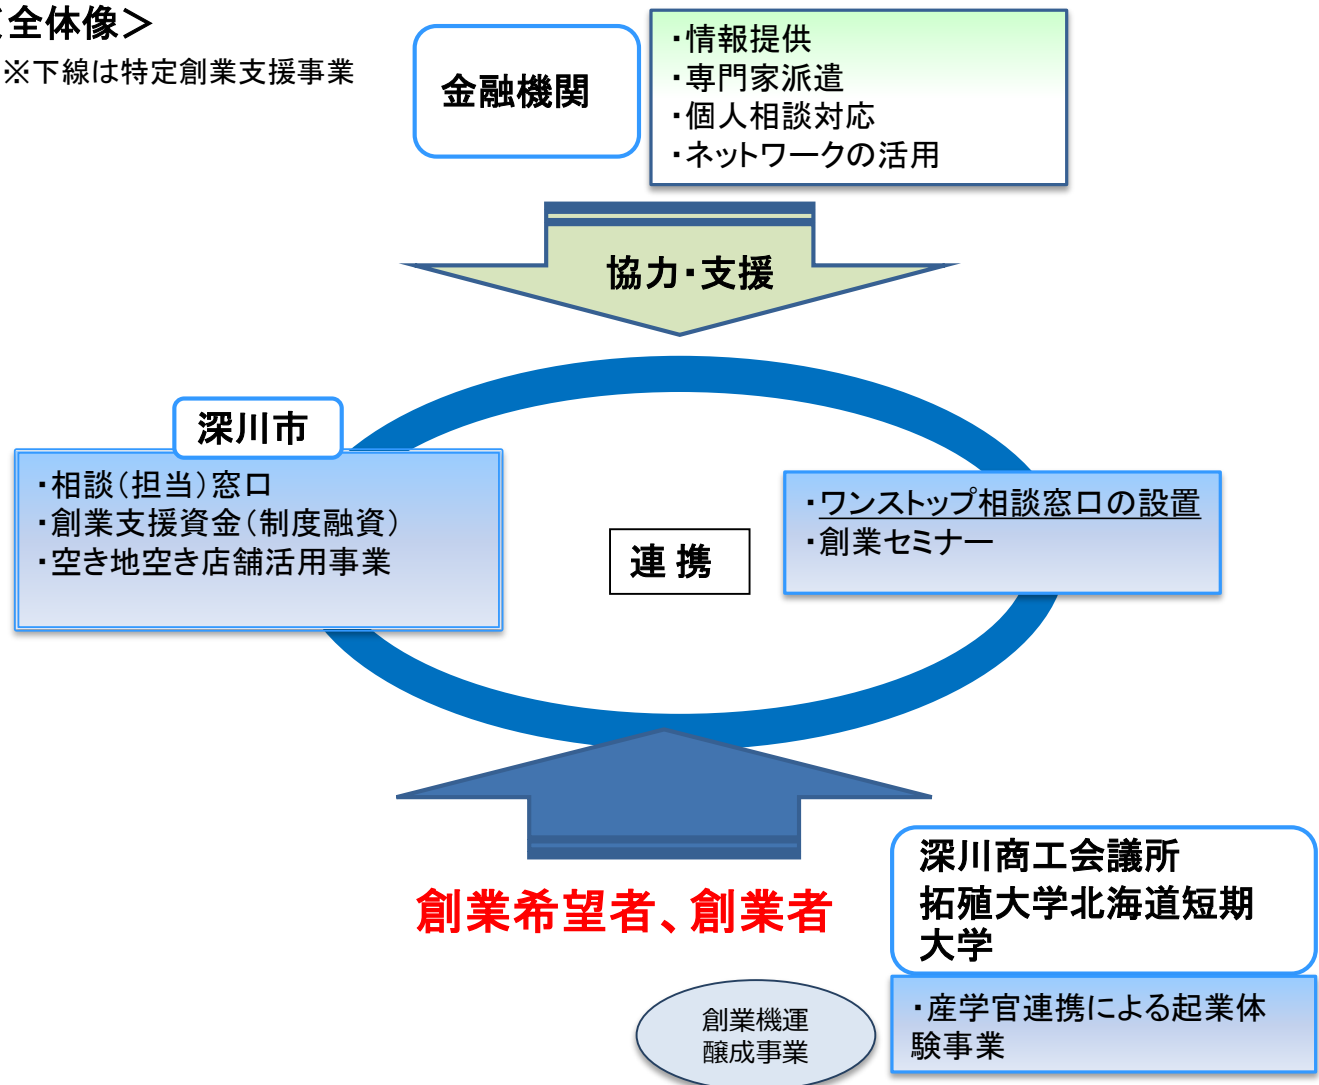 全体像＞
※下線は特定創業支援事業
金融機関
・情報提供
・専門家派遣
・個人相談対応
・ネットワークの活用
協力・支援
深川市
・相談（担当）窓口
・創業支援資金（制度融資）
・空き地空き店舗活用事業
連 携
・ワンストップ相談窓口の設置
・創業セミナー
創業希望者、創業者
深川商工会議所
拓殖大学北海道短期
大学
・産学官連携による起業体
験事業
創業機運
醸成事業